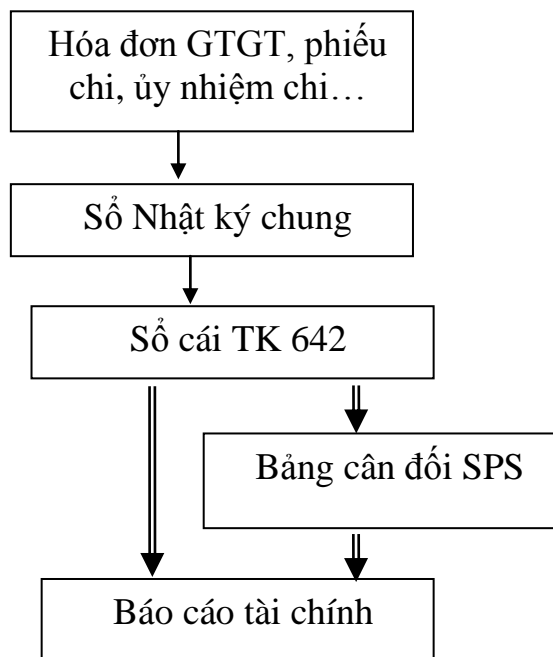 Hóa đơn GTGT, phiếu
chi, ủy nhiệm chi…
Sổ Nhật ký chung
Sổ cái TK 642
Bảng cân đối SPS
Báo cáo tài chính